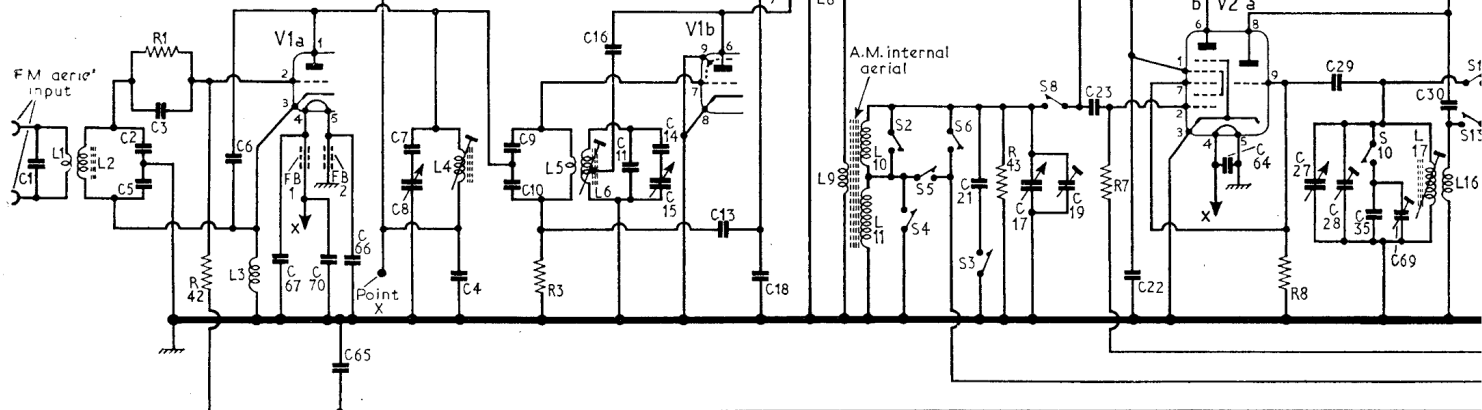 R1
F.M aerial
input
V1a
1
2
3
4
5
C3
C1
L1
L2
C2
C5
C6
FB
1
FB
2
X
L3
R
42
C
67
C
70
C
66
C65
Point
X
C7
C8
L4
C4
C16
V1b
9
6
7
8
C9
C10
L5
L6
C
11
C
14
C
15
C13
R3
C18
A.M. internal
aerial
L9
L
10
L
11
S2
S6
S5
S4
S3
C
21
R
43
C
17
C
19
S8
C23
R7
C22
b
V2 a
6
8
1
7
2
3
4
5
9
C
64
X
R8
C29
C
27
C
28
S
10
C
35
C69
L
17
L16
C30
S1
S13